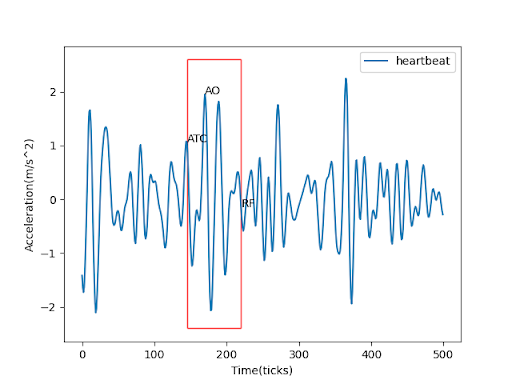 heartbeat
2
AO
1
ATC
0
RF
−1
−2
0 100 200 300 400 500
Time(ticks)
Acceleration(m/s^2)